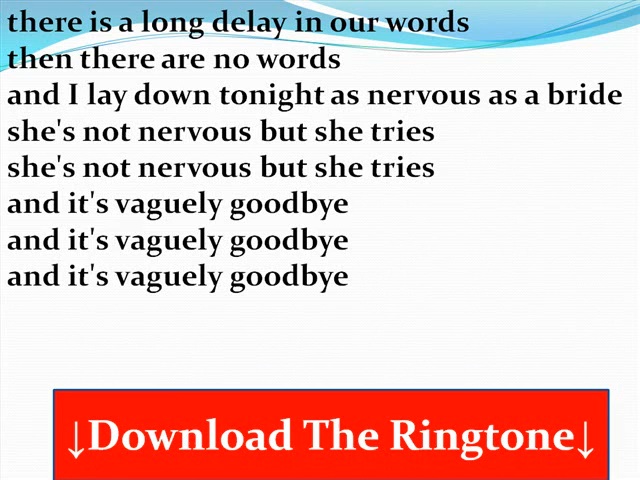 there is a long delay in our words
then there are no words
and I lay down tonight as nervous as a bride
she's not nervous but she tries
she's not nervous but she tries
and it's vaguely goodbye
and it's vaguely goodbye
and it's vaguely goodbye
↓Download The Ringtone↓